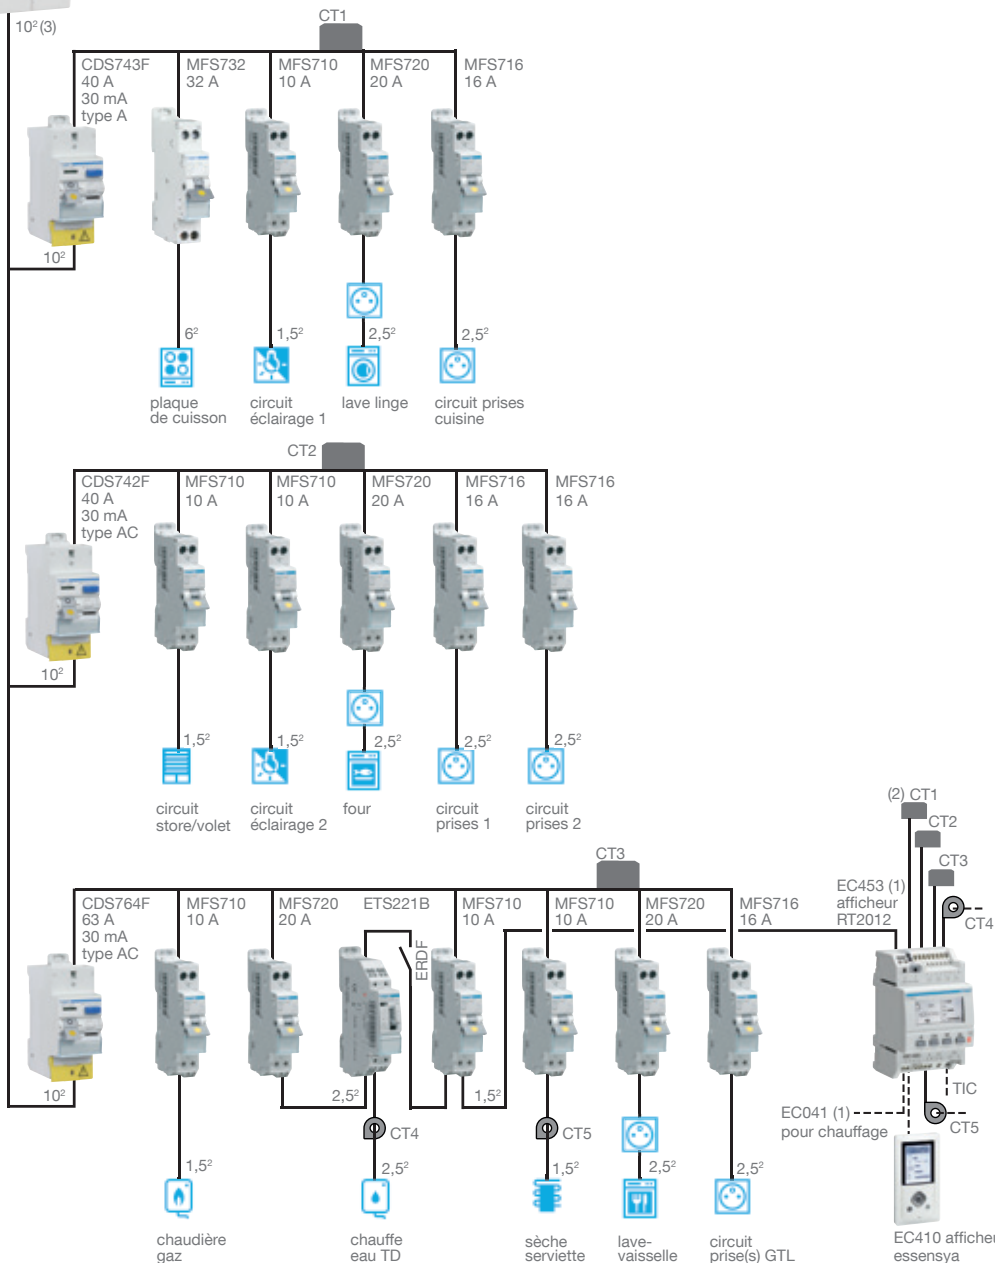 10² (3)
CT1
CDS743F
40 A
30 mA
type A
MFS732
32 A
MFS710
10 A
MFS720
20 A
MFS716
16 A
10²
6²
1,5²
2,5²
2,5²
plaque
de cuisson
circuit
éclairage 1
lave linge
circuit prises
cuisine
CT2
CDS742F
40 A
30 mA
type AC
MFS710
10 A
MFS710
10 A
MFS720
20 A
MFS716
16 A
MFS716
16 A
10²
1,5²
1,5²
2,5²
2,5²
2,5²
circuit
store/volet
circuit
éclairage 2
four
circuit
prises 1
circuit
prises 2
CT3
CDS764F
63 A
30 mA
type AC
MFS710
10 A
MFS720
20 A
ETS221B
ERDF
MFS710
10 A
MFS710
10 A
MFS720
20 A
MFS716
16 A
10²
2,5²
1,5²
CT4
CT5
1,5²
2,5²
1,5²
2,5²
2,5²
chaudière
gaz
chauffe
eau TD
sèche
serviette
lave-
vaisselle
circuit
prise(s) GTL
(2) CT1
CT2
CT3
CT4
EC453 (1)
afficheur
RT2012
TIC
EC041 (1)
pour chauffage
CT5
EC410 afficheu
essensya